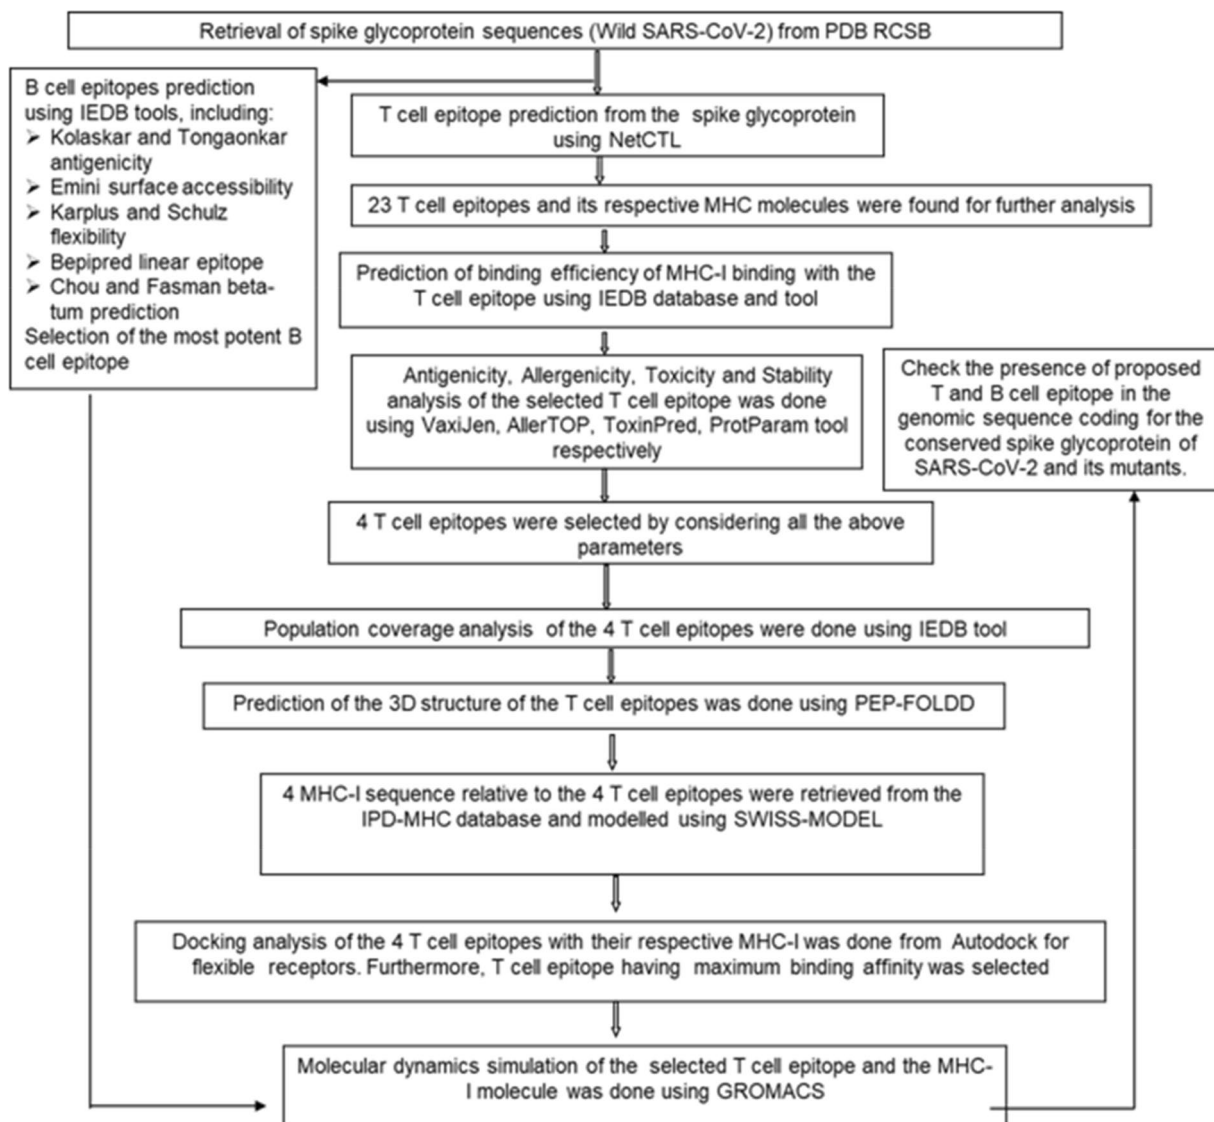 Retrieval of spike glycoprotein sequences (Wild SARS-CoV-2) from PDB RCSB
B cell epitopes prediction
using IEDB tools, including:
➢ Kolaskar and Tongaonkar
antigenicity
➢ Emini surface accessibility
➢ Karplus and Schulz
flexibility
➢ Bepipred linear epitope
➢ Chou and Fasman beta-
tum prediction
Selection of the most potent B
cell epitope
T cell epitope prediction from the spike glycoprotein
using NetCTL
23 T cell epitopes and its respective MHC molecules were found for further analysis
Prediction of binding efficiency of MHC-I binding with the
T cell epitope using IEDB database and tool
Antigenicity, Allergenicity, Toxicity and Stability
analysis of the selected T cell epitope was done
using VaxiJen, AllerTOP, ToxinPred, ProtParam tool
respectively
Check the presence of proposed
T and B cell epitope in the
genomic sequence coding for the
conserved spike glycoprotein of
SARS-CoV-2 and its mutants.
4 T cell epitopes were selected by considering all the above
parameters
Population coverage analysis of the 4 T cell epitopes were done using IEDB tool
Prediction of the 3D structure of the T cell epitopes was done using PEP-FOLDD
4 MHC-I sequence relative to the 4 T cell epitopes were retrieved from the
IPD-MHC database and modelled using SWISS-MODEL
Docking analysis of the 4 T cell epitopes with their respective MHC-I was done from Autodock for
flexible receptors. Furthermore, T cell epitope having maximum binding affinity was selected
Molecular dynamics simulation of the selected T cell epitope and the MHC-
I molecule was done using GROMACS